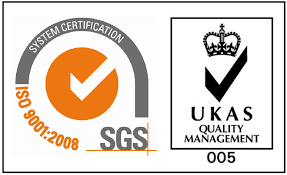 SYSTEM CERTIFICATION
ISO 9001:2008
SGS
UKAS
QUALITY
MANAGEMENT
005